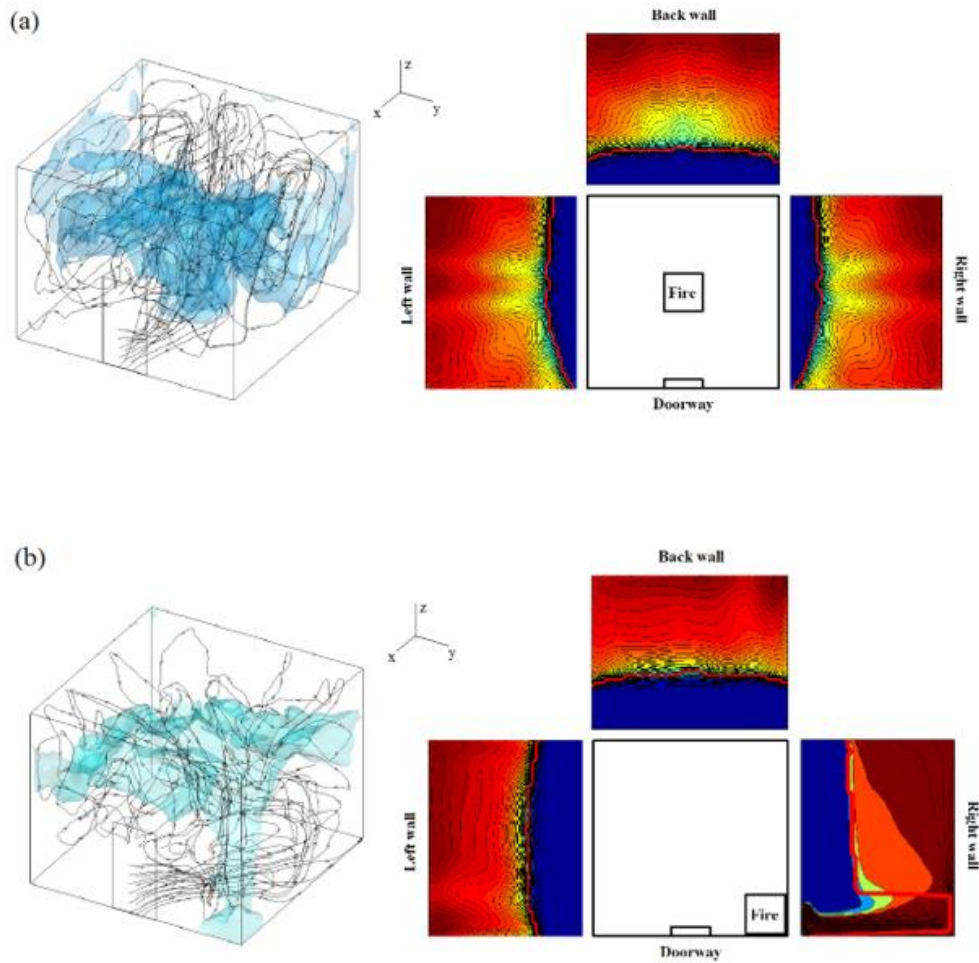 (a)
Back wall
z
x
y
Left wall
Fire
Right wall
Doorway
(b)
Back wall
z
x
y
Left wall
Fire
Right wall
Doorway